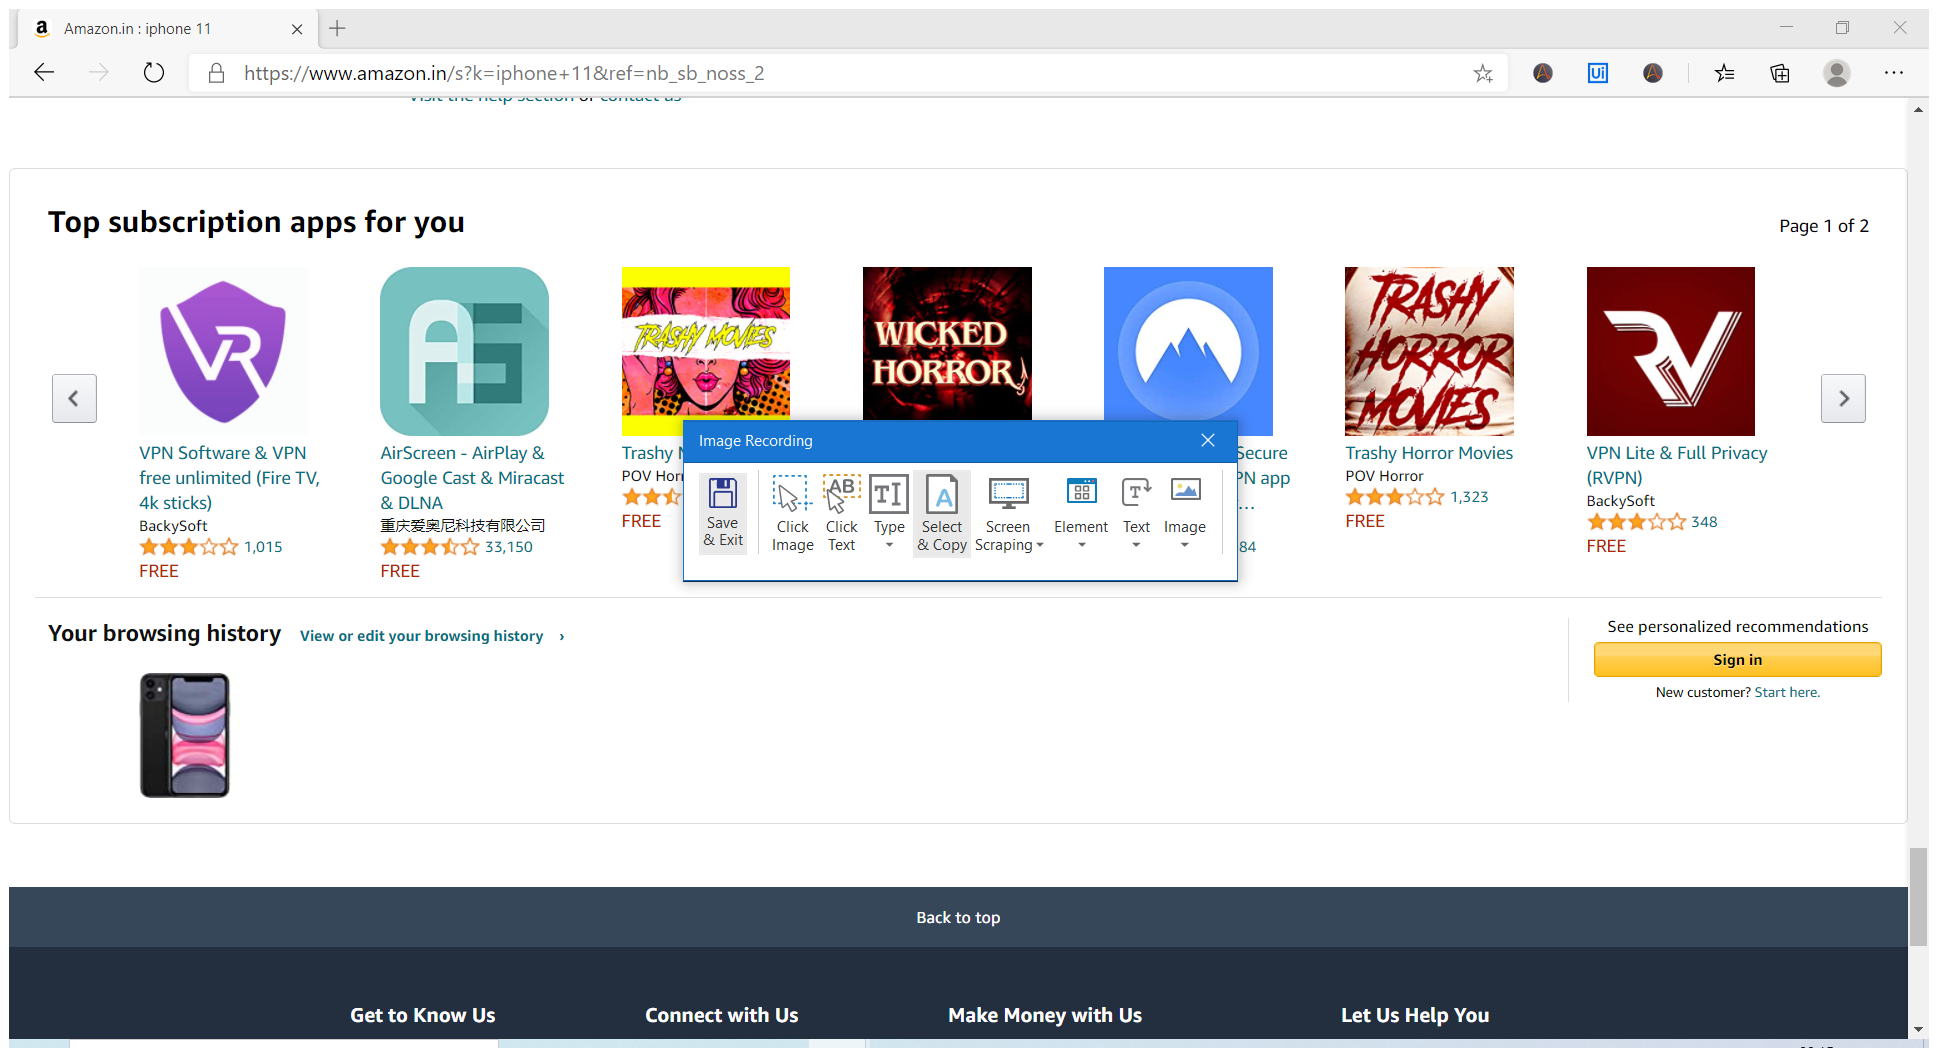 a Amazon.in : iphone 11
https://www.amazon.in/s?k=iphone+11&ref=nb_sb_noss_2
Ui
Visit the help section or contact us
Top subscription apps for you
Page 1 of 2
VR
AS
TRASHY MOVIES
WICKED
HORROR
TRASHY
HORROR
MOVIES
RV
VPN Software & VPN
free unlimited (Fire TV,
4k sticks)
BackySoft
1,015
FREE
AirScreen - AirPlay &
Google Cast & Miracast
& DLNA
重庆爱奥尼科技有限公司
33,150
FREE
Trashy
POV
FREE
Image Recording
Save
& Exit
Click
Image
AB
Click
Text
TI
Type
A
Select
& Copy
Screen
Scraping
Element
T
Text
Image
Secure
PN app
...
84
Trashy Horror Movies
POV Horror
1,323
FREE
VPN Lite & Full Privacy
(RVPN)
BackySoft
348
FREE
Your browsing history
View or edit your browsing history ›
See personalized recommendations
Sign in
New customer? Start here.
Back to top
Get to Know Us
Connect with Us
Make Money with Us
Let Us Help You